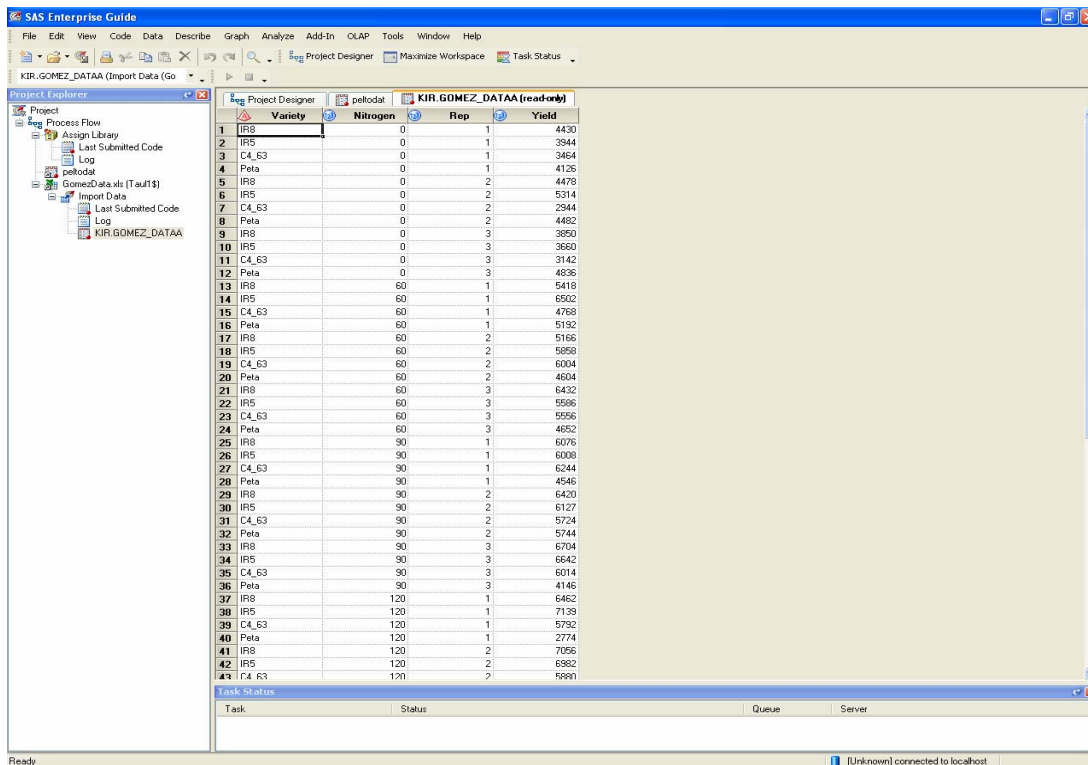 SAS Enterprise Guide
File Edit View Code Data Describe Graph Analyze Add-In OLAP Tools Window Help
Project Designer Maximize Workspace Task Status
KIR.GOMEZ_DATAA (Import Data (Go
Project Explorer
Project
Process Flow
Assign Library
Last Submitted Code
Log
peltodat
GomezData.xls (Taul1$)
Import Data
Last Submitted Code
Log
KIR.GOMEZ_DATAA
Project Designer peltodat KIR.GOMEZ_DATAA (read-only)
Variety Nitrogen Rep Yield
1 IR8 0 1 4430
2 IR5 0 1 3944
3 C4_63 0 1 3464
4 Peta 0 1 4126
5 IR8 0 2 4478
6 IR5 0 2 5314
7 C4_63 0 2 2944
8 Peta 0 2 4482
9 IR8 0 3 3850
10 IR5 0 3 3660
11 C4_63 0 3 3142
12 Peta 0 3 4836
13 IR8 60 1 5418
14 IR5 60 1 6502
15 C4_63 60 1 4768
16 Peta 60 1 5192
17 IR8 60 2 5166
18 IR5 60 2 5858
19 C4_63 60 2 6004
20 Peta 60 2 4604
21 IR8 60 3 6432
22 IR5 60 3 5586
23 C4_63 60 3 5556
24 Peta 60 3 4652
25 IR8 90 1 6076
26 IR5 90 1 6008
27 C4_63 90 1 6244
28 Peta 90 1 4546
29 IR8 90 2 6420
30 IR5 90 2 6127
31 C4_63 90 2 5724
32 Peta 90 2 5744
33 IR8 90 3 6704
34 IR5 90 3 6642
35 C4_63 90 3 6014
36 Peta 90 3 4146
37 IR8 120 1 6462
38 IR5 120 1 7139
39 C4_63 120 1 5792
40 Peta 120 1 2774
41 IR8 120 2 7056
42 IR5 120 2 6982
43 C4_63 120 2 5880
Task Status
Task Status Queue Server
Ready [Unknown] connected to localhost